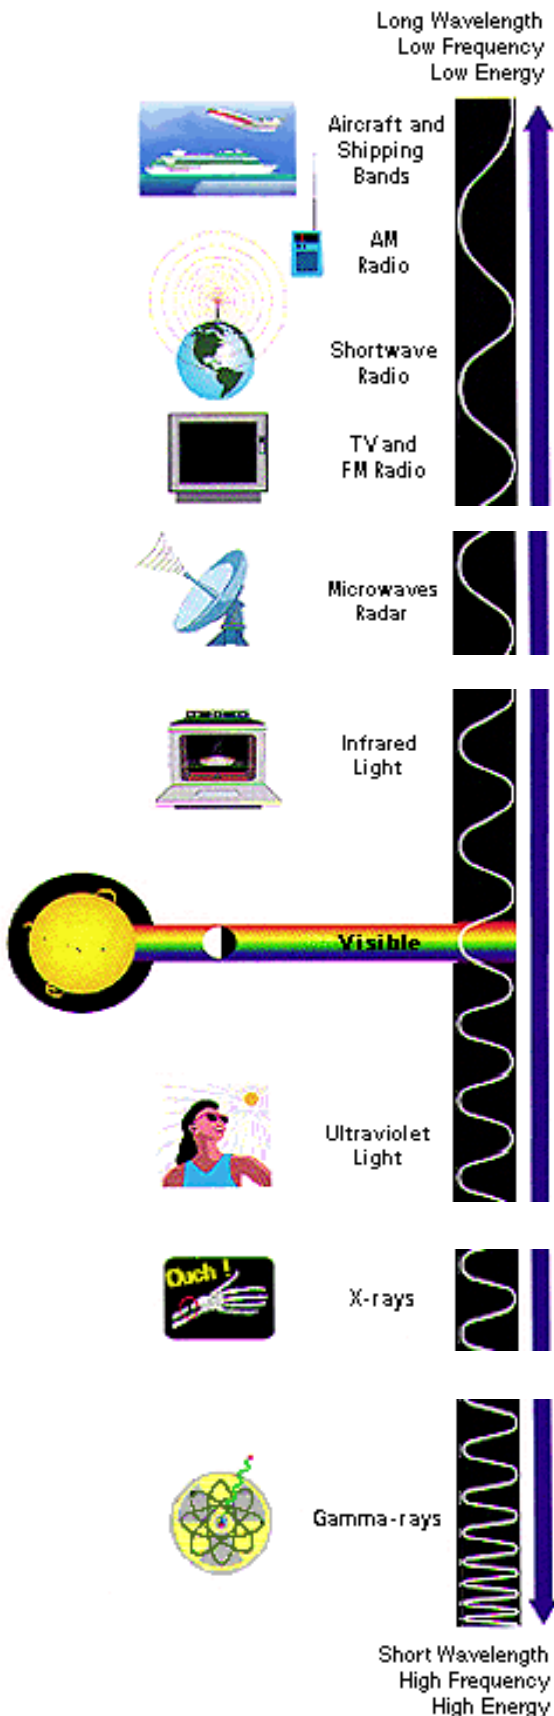 Long Wavelength
Low Frequency
Low Energy
Aircraft and
Shipping
Bands
AM
Radio
Shortwave
Radio
TV and
FM Radio
Microwaves
Radar
Infrared
Light
Visible
Ultraviolet
Light
Ouch !
X-rays
Gamma-rays
Short Wavelength
High Frequency
High Energy